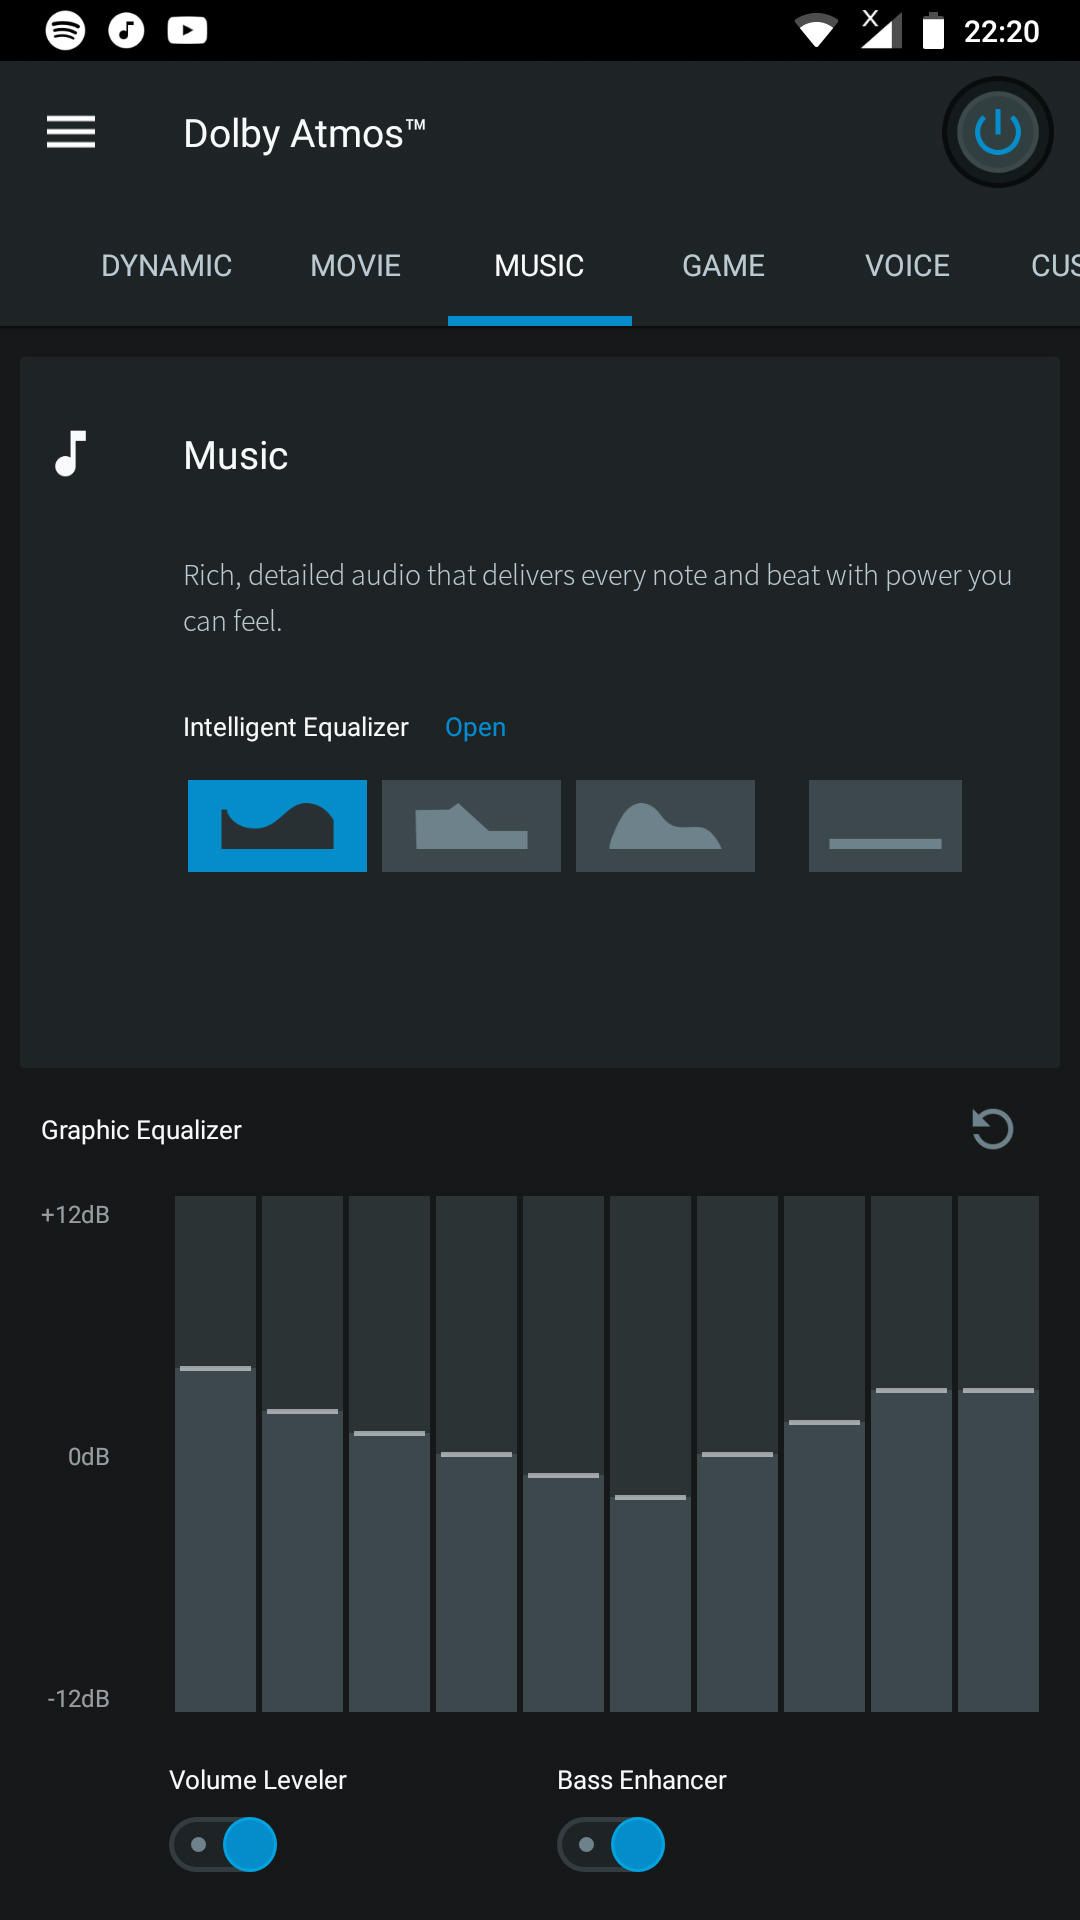 22:20
Dolby Atmos™
DYNAMIC MOVIE MUSIC GAME VOICE CUS
Music
Rich, detailed audio that delivers every note and beat with power you
can feel.
Intelligent Equalizer Open
Graphic Equalizer
+12dB
0dB
-12dB
Volume Leveler Bass Enhancer